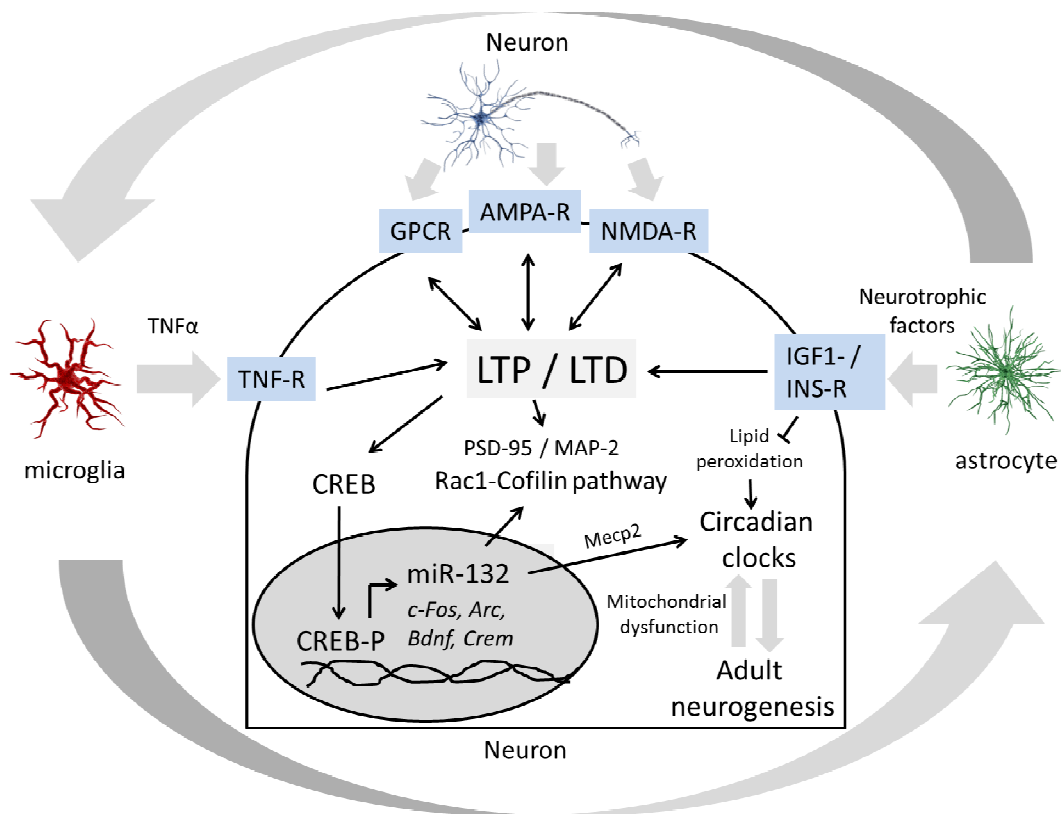 Neuron
AMPA-R
GPCR
NMDA-R
Neurotrophic
factors
TNFα
IGF1-/
INS-R
TNF-R
LTP / LTD
microglia
astrocyte
Lipid
peroxidation
PSD-95 / MAP-2
Rac1-Cofilin pathway
CREB
Circadian
clocks
Mecp2
miR-132
c-Fos, Arc,
Bdnf, Crem
CREB-P
Mitochondrial
dysfunction
Adult
neurogenesis
Neuron